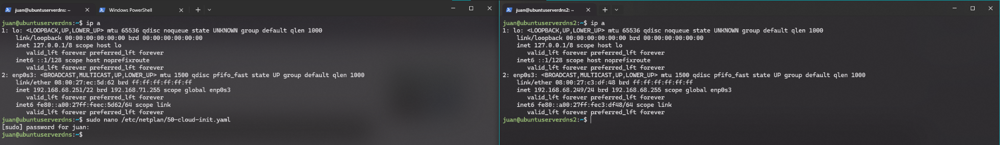 juan@ubuntuserverdns: ~
Windows PowerShell
juan@ubuntuserverdns:~$ ip a
1: lo: <LOOPBACK,UP,LOWER_UP> mtu 65536 qdisc noqueue state UNKNOWN group default qlen 1000
link/loopback 00:00:00:00:00:00 brd 00:00:00:00:00:00
inet 127.0.0.1/8 scope host lo
valid_lft forever preferred_lft forever
inet6 ::1/128 scope host noprefixroute
valid_lft forever preferred_lft forever
2: enp0s3: <BROADCAST,MULTICAST,UP,LOWER_UP> mtu 1500 qdisc pfifo_fast state UP group default qlen 1000
link/ether 08:00:27:ec:5d:62 brd ff:ff:ff:ff:ff:ff
inet 192.168.68.251/22 brd 192.168.71.255 scope global enp0s3
valid_lft forever preferred_lft forever
inet6 fe80::a00:27ff:feec:5d62/64 scope link
valid_lft forever preferred_lft forever
juan@ubuntuserverdns:~$ sudo nano /etc/netplan/50-cloud-init.yaml
[sudo] password for juan:
juan@ubuntuserverdns:~$
juan@ubuntuserverdns2: ~
juan@ubuntuserverdns2:~$ ip a
1: lo: <LOOPBACK,UP,LOWER_UP> mtu 65536 qdisc noqueue state UNKNOWN group default qlen 1000
link/loopback 00:00:00:00:00:00 brd 00:00:00:00:00:00
inet 127.0.0.1/8 scope host lo
valid_lft forever preferred_lft forever
inet6 ::1/128 scope host noprefixroute
valid_lft forever preferred_lft forever
2: enp0s3: <BROADCAST,MULTICAST,UP,LOWER_UP> mtu 1500 qdisc pfifo_fast state UP group default qlen 1000
link/ether 08:00:27:c3:df:48 brd ff:ff:ff:ff:ff:ff
inet 192.168.68.249/24 brd 192.168.68.255 scope global enp0s3
valid_lft forever preferred_lft forever
inet6 fe80::a00:27ff:fec3:df48/64 scope link
valid_lft forever preferred_lft forever
juan@ubuntuserverdns2:~$